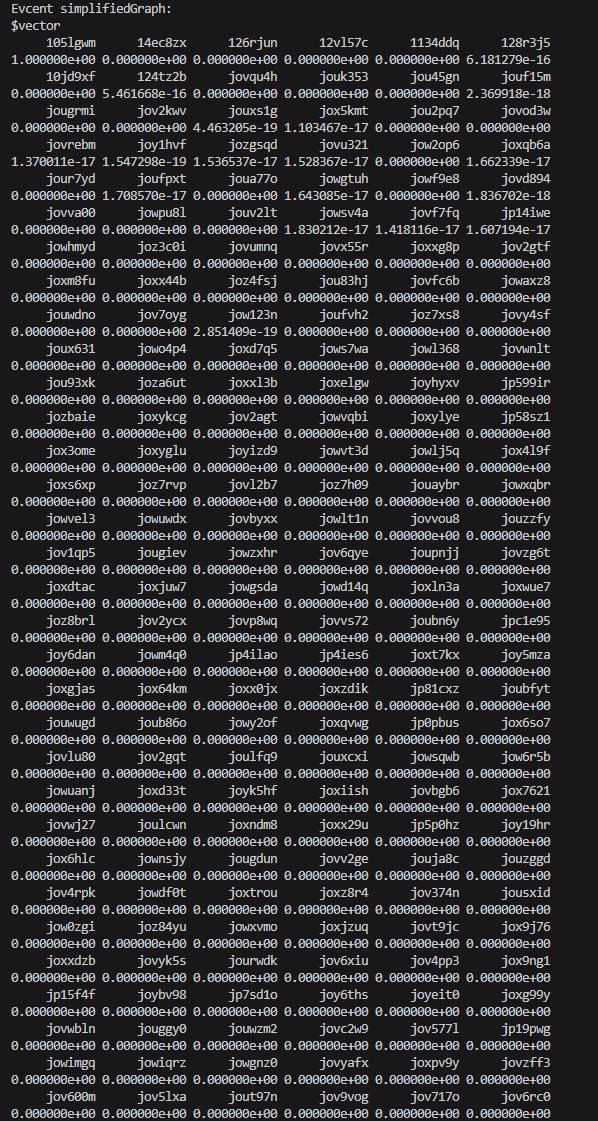 Evcent simplifiedGraph:
$vector
105lgwm 14ec8zx 126rjun 12vl57c 1134ddq 128r3j5
1.000000e+00 0.000000e+00 0.000000e+00 0.000000e+00 0.000000e+00 6.181279e-16
10jd9xf 124tz2b jovqu4h jouk353 jou45gn jouf15m
0.000000e+00 5.461668e-16 0.000000e+00 0.000000e+00 0.000000e+00 2.369918e-18
jougrmi jov2kwv jouxs1g jox5kmt jou2pq7 jovod3w
0.000000e+00 0.000000e+00 4.463205e-19 1.103467e-17 0.000000e+00 0.000000e+00
jovrebm joy1hvf jozgsqd jovu321 jow2op6 joxqb6a
1.370011e-17 1.547298e-19 1.536537e-17 1.528367e-17 0.000000e+00 1.662339e-17
jour7yd joufpxt joua77o jowgtuh jowf9e8 jovd894
0.000000e+00 1.708570e-17 0.000000e+00 1.643085e-17 0.000000e+00 1.836702e-18
jovva00 jowpu8l jouv2lt jowsv4a jovf7fq jp14iwe
0.000000e+00 0.000000e+00 0.000000e+00 1.830212e-17 1.418116e-17 1.607194e-17
jowhmyd joz3c0i jovumnq jovx55r joxxg8p jov2gtf
0.000000e+00 0.000000e+00 0.000000e+00 0.000000e+00 0.000000e+00 0.000000e+00
joxm8fu joxx44b joz4fsj jou83hj jovfc6b jowaxz8
0.000000e+00 0.000000e+00 0.000000e+00 0.000000e+00 0.000000e+00 0.000000e+00
jouwdno jov7oyg jow123n joufvh2 joz7xs8 jovy4sf
0.000000e+00 0.000000e+00 2.851409e-19 0.000000e+00 0.000000e+00 0.000000e+00
joux631 jowo4p4 joxd7q5 jows7wa jowl368 jovwnlt
0.000000e+00 0.000000e+00 0.000000e+00 0.000000e+00 0.000000e+00 0.000000e+00
jou93xk joza6ut joxxl3b joxelgw joyhyxv jp599ir
0.000000e+00 0.000000e+00 0.000000e+00 0.000000e+00 0.000000e+00 0.000000e+00
jozbaie joxykcg jov2agt jowvqbi joxylye jp58sz1
0.000000e+00 0.000000e+00 0.000000e+00 0.000000e+00 0.000000e+00 0.000000e+00
jox3ome joxyglu joyizd9 jowvt3d jowlj5q jox4l9f
0.000000e+00 0.000000e+00 0.000000e+00 0.000000e+00 0.000000e+00 0.000000e+00
joxs6xp joz7rvp jovl2b7 joz7h09 jouaybr jowxqbr
0.000000e+00 0.000000e+00 0.000000e+00 0.000000e+00 0.000000e+00 0.000000e+00
jowvel3 jowuwdx jovbyxx jowlt1n jovvou8 jouzzfy
0.000000e+00 0.000000e+00 0.000000e+00 0.000000e+00 0.000000e+00 0.000000e+00
jov1qp5 jougiev jowzxhr jov6qye joupnjj jovzg6t
0.000000e+00 0.000000e+00 0.000000e+00 0.000000e+00 0.000000e+00 0.000000e+00
joxdtac joxjuw7 jowgsda jowd14q joxln3a joxwue7
0.000000e+00 0.000000e+00 0.000000e+00 0.000000e+00 0.000000e+00 0.000000e+00
joz8brl jov2ycx jovp8wq jovvs72 joubn6y jpc1e95
0.000000e+00 0.000000e+00 0.000000e+00 0.000000e+00 0.000000e+00 0.000000e+00
joy6dan jowm4q0 jp4ilao jp4ies6 joxt7kx joy5mza
0.000000e+00 0.000000e+00 0.000000e+00 0.000000e+00 0.000000e+00 0.000000e+00
joxgjas jox64km joxx0jx joxzdik jp81cxz joubfyt
0.000000e+00 0.000000e+00 0.000000e+00 0.000000e+00 0.000000e+00 0.000000e+00
jouwugd joub86o jowy2of joxqvwg jp0pbus jox6so7
0.000000e+00 0.000000e+00 0.000000e+00 0.000000e+00 0.000000e+00 0.000000e+00
jovlu80 jov2gqt joulfq9 jouxcxi jowsqwb jow6r5b
0.000000e+00 0.000000e+00 0.000000e+00 0.000000e+00 0.000000e+00 0.000000e+00
jowuanj joxd33t joyk5hf joxiish jovbgb6 jox7621
0.000000e+00 0.000000e+00 0.000000e+00 0.000000e+00 0.000000e+00 0.000000e+00
jovwj27 joulcwn joxndm8 joxx29u jp5p0hz joy19hr
0.000000e+00 0.000000e+00 0.000000e+00 0.000000e+00 0.000000e+00 0.000000e+00
jox6hlc jownsjy jougdun jovv2ge jouja8c jouzggd
0.000000e+00 0.000000e+00 0.000000e+00 0.000000e+00 0.000000e+00 0.000000e+00
jov4rpk jowdf0t joxtrou joxz8r4 jov374n jousxid
0.000000e+00 0.000000e+00 0.000000e+00 0.000000e+00 0.000000e+00 0.000000e+00
jow0zgi joz84yu jowxvmo joxjzuq jovt9jc jox9j76
0.000000e+00 0.000000e+00 0.000000e+00 0.000000e+00 0.000000e+00 0.000000e+00
joxxdzb jovyk5s jourwdk jov6xiu jov4pp3 jox9ng1
0.000000e+00 0.000000e+00 0.000000e+00 0.000000e+00 0.000000e+00 0.000000e+00
jp15f4f joybv98 jp7sd1o joy6ths joyeit0 joxg99y
0.000000e+00 0.000000e+00 0.000000e+00 0.000000e+00 0.000000e+00 0.000000e+00
jovwbln jouggy0 jouwzm2 jovc2w9 jov577l jp19pwg
0.000000e+00 0.000000e+00 0.000000e+00 0.000000e+00 0.000000e+00 0.000000e+00
jowimgq jowiqrz jowgnz0 jovyafx joxpv9y jovzff3
0.000000e+00 0.000000e+00 0.000000e+00 0.000000e+00 0.000000e+00 0.000000e+00
jov600m jov5lxa jout97n jov9vog jov717o jov6rc0
0.000000e+00 0.000000e+00 0.000000e+00 0.000000e+00 0.000000e+00 0.000000e+00